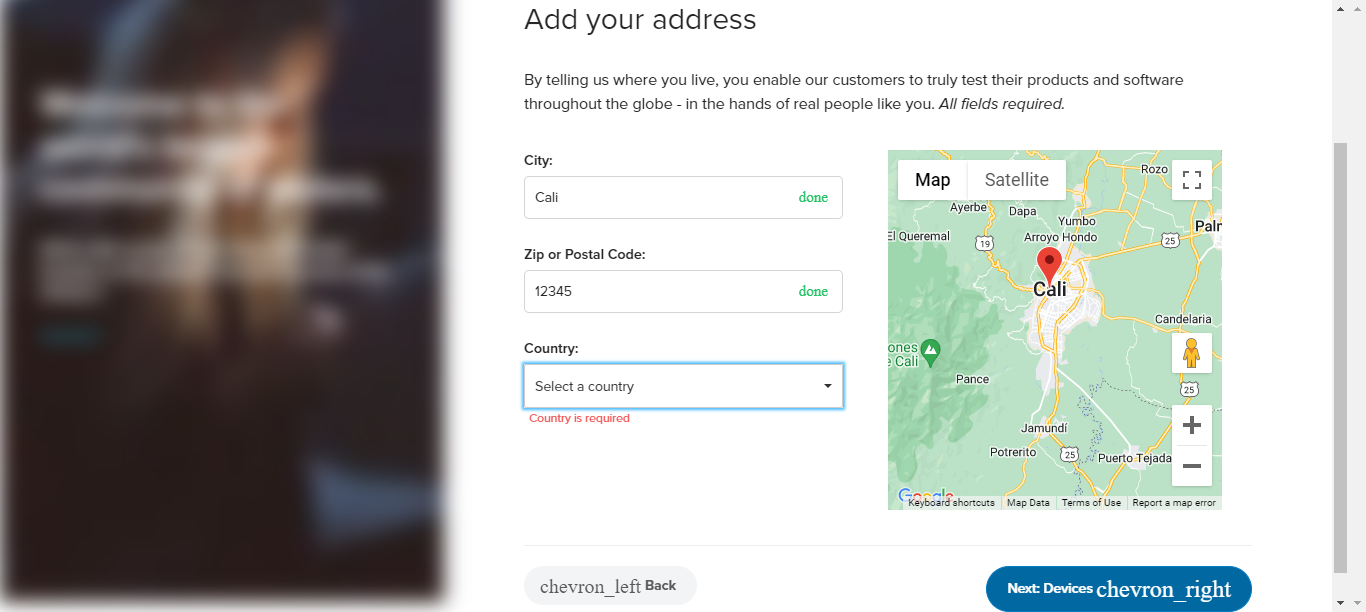 Add your address
By telling us where you live, you enable our customers to truly test their products and software
throughout the globe - in the hands of real people like you. All fields required.
City:
Cali done
Zip or Postal Code:
12345 done
Country:
Select a country
Country is required
Map Satellite
Rozo
Ayerbe
Dapa
Yumbo
Palm
El Queremal
19
Arroyo Hondo
25
Cali
Candelaria
ones
e Cali
Pance
25
Jamundí
Potrerito
25
Puerto Tejada
Google
Keyboard shortcuts Map Data Terms of Use Report a map error
chevron_left Back
Next: Devices chevron_right